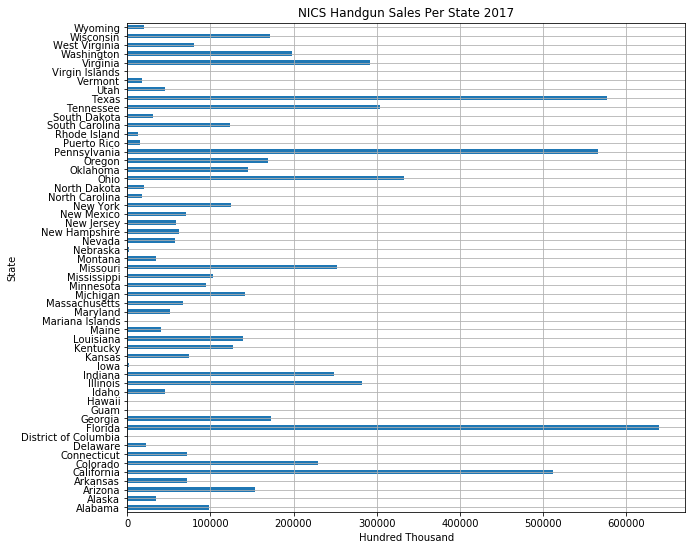 NICS Handgun Sales Per State 2017
Wyoming
Wisconsin
West Virginia
Washington
Virginia
Virgin Islands
Vermont
Utah
Texas
Tennessee
South Dakota
South Carolina
Rhode Island
Puerto Rico
Pennsylvania
Oregon
Oklahoma
Ohio
North Dakota
North Carolina
New York
New Mexico
New Jersey
New Hampshire
Nevada
Nebraska
Montana
Missouri
Mississippi
Minnesota
Michigan
Massachusetts
Maryland
Mariana Islands
Maine
Louisiana
Kentucky
Kansas
Iowa
Indiana
Illinois
Idaho
Hawaii
Guam
Georgia
Florida
District of Columbia
Delaware
Connecticut
Colorado
California
Arkansas
Arizona
Alaska
Alabama
State
0 100000 200000 300000 400000 500000 600000
Hundred Thousand